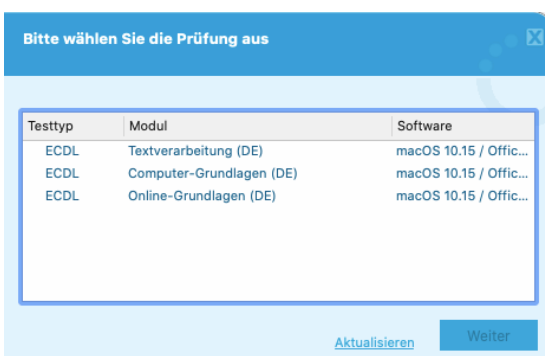 Bitte wählen Sie die Prüfung aus
Testtyp Modul Software
ECDL Textverarbeitung (DE) macOS 10.15 / Offic...
ECDL Computer-Grundlagen (DE) macOS 10.15 / Offic...
ECDL Online-Grundlagen (DE) macOS 10.15 / Offic...
Aktualisieren Weiter